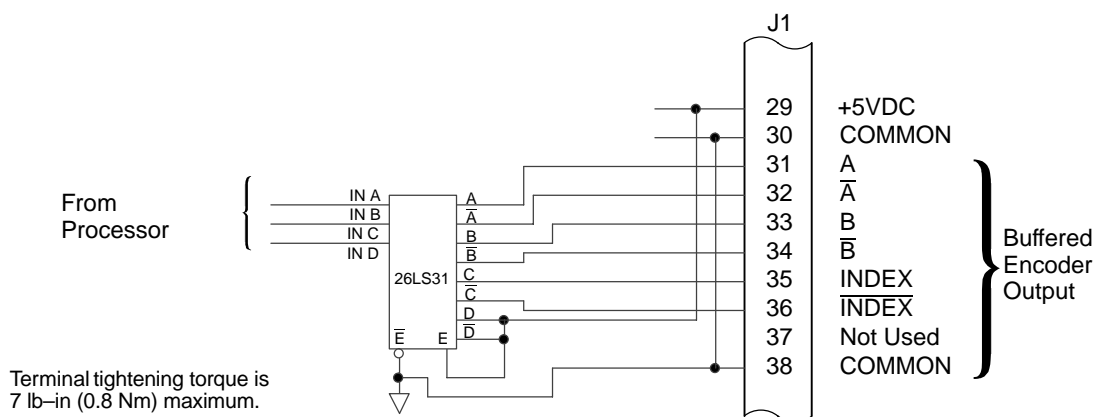 J1
29 +5VDC
30 COMMON
31 A
32 A̅
33 B
34 B̅
35 INDEX
36 I̅N̅D̅E̅X̅
37 Not Used
38 COMMON
Buffered
Encoder
Output
From
Processor
IN A
IN B
IN C
IN D
26LS31
A
A̅
B
B̅
C
C̅
D
D̅
E̅
E
Terminal tightening torque is
7 lb–in (0.8 Nm) maximum.